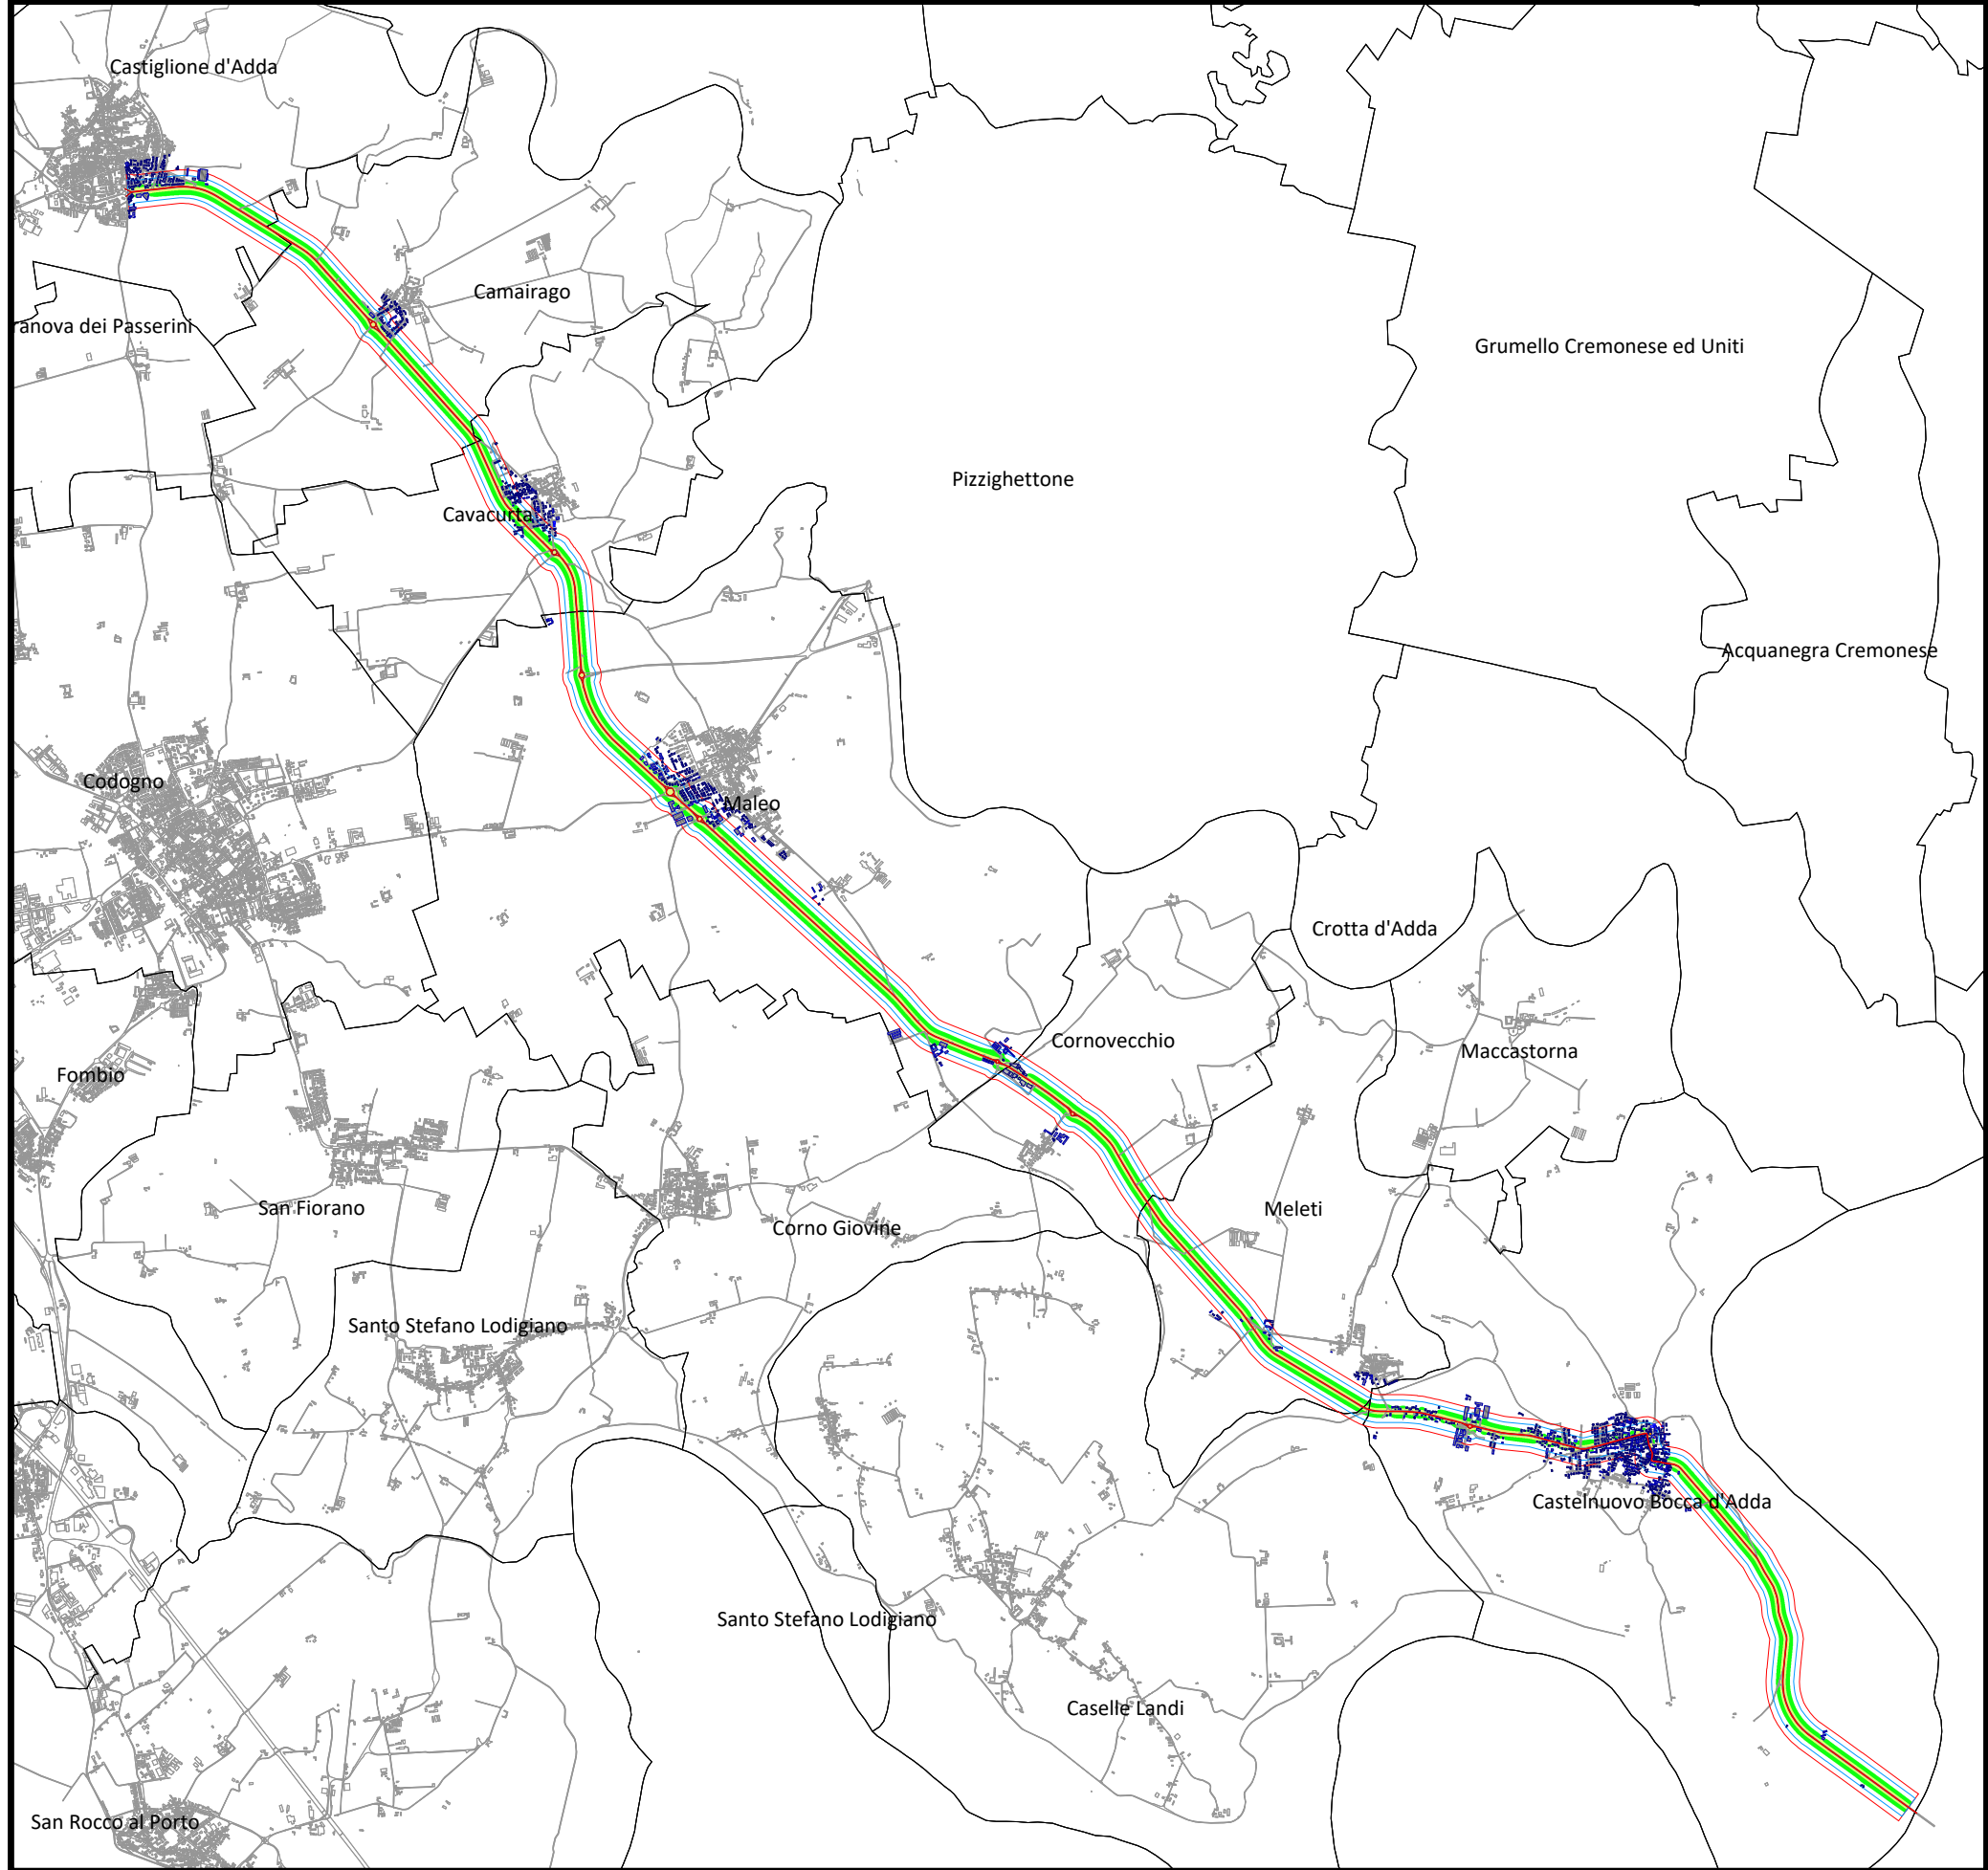 Castiglione d'Adda
Camairago
anova dei Passerini
Grumello Cremonese ed Uniti
Pizzighettone
Cavacurta
Acquanegra Cremonese
Codogno
Maleo
Crotta d'Adda
Cornovecchio
Maccastorna
Fombio
San Fiorano
Meleti
Corno Giovine
Santo Stefano Lodigiano
Castelnuovo Bocca d'Adda
Santo Stefano Lodigiano
Caselle Landi
San Rocco al Porto